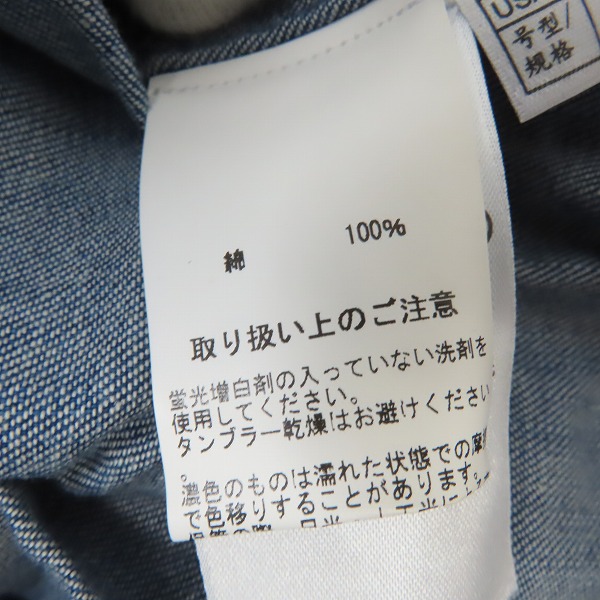 US
号型/
規格
綿 100%
取り扱い上のご注意
蛍光増白剤の入っていない洗剤を
使用してください。
タンブラー乾燥はお避けください
。
濃色のものは濡れた状態での摩
で色移りすることがあります。